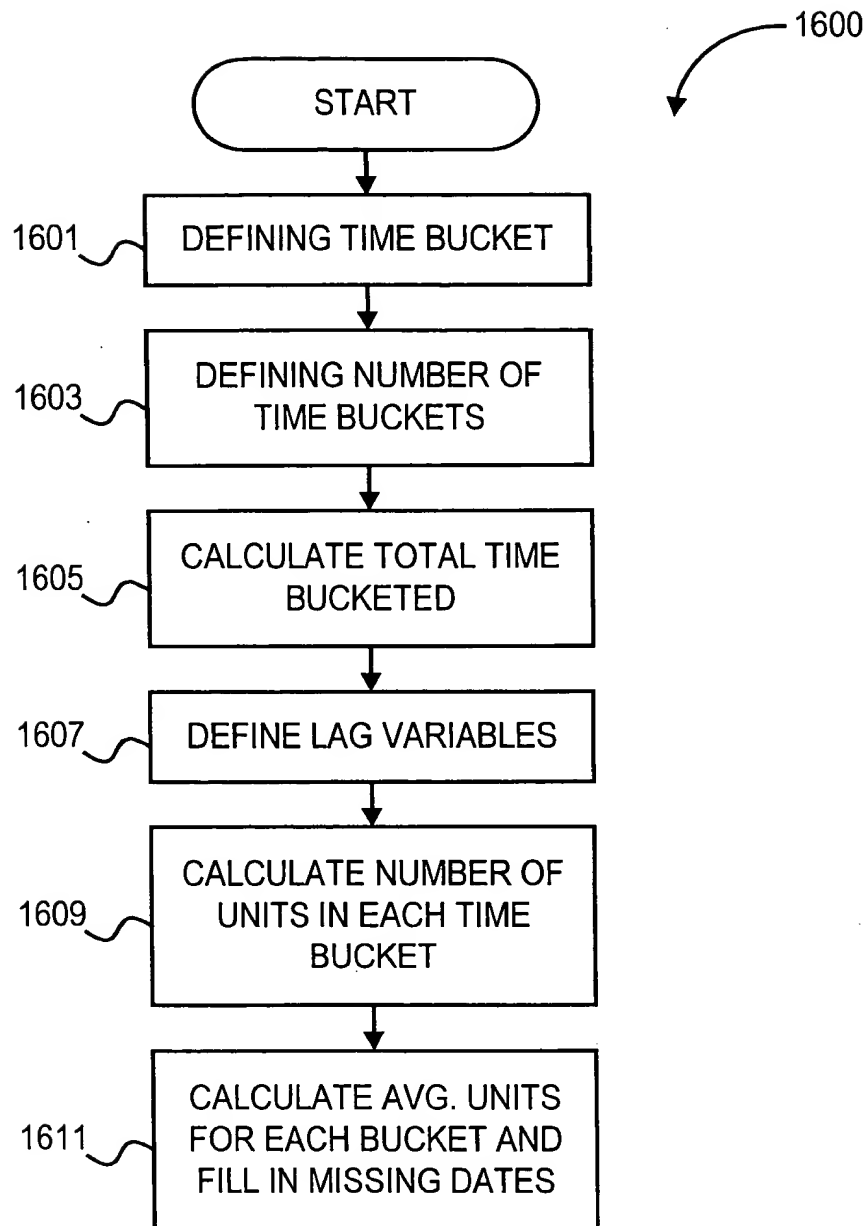 1600
START
1601
DEFINING TIME BUCKET
1603
DEFINING NUMBER OF
TIME BUCKETS
1605
CALCULATE TOTAL TIME
BUCKETED
1607
DEFINE LAG VARIABLES
1609
CALCULATE NUMBER OF
UNITS IN EACH TIME
BUCKET
1611
CALCULATE AVG. UNITS
FOR EACH BUCKET AND
FILL IN MISSING DATES